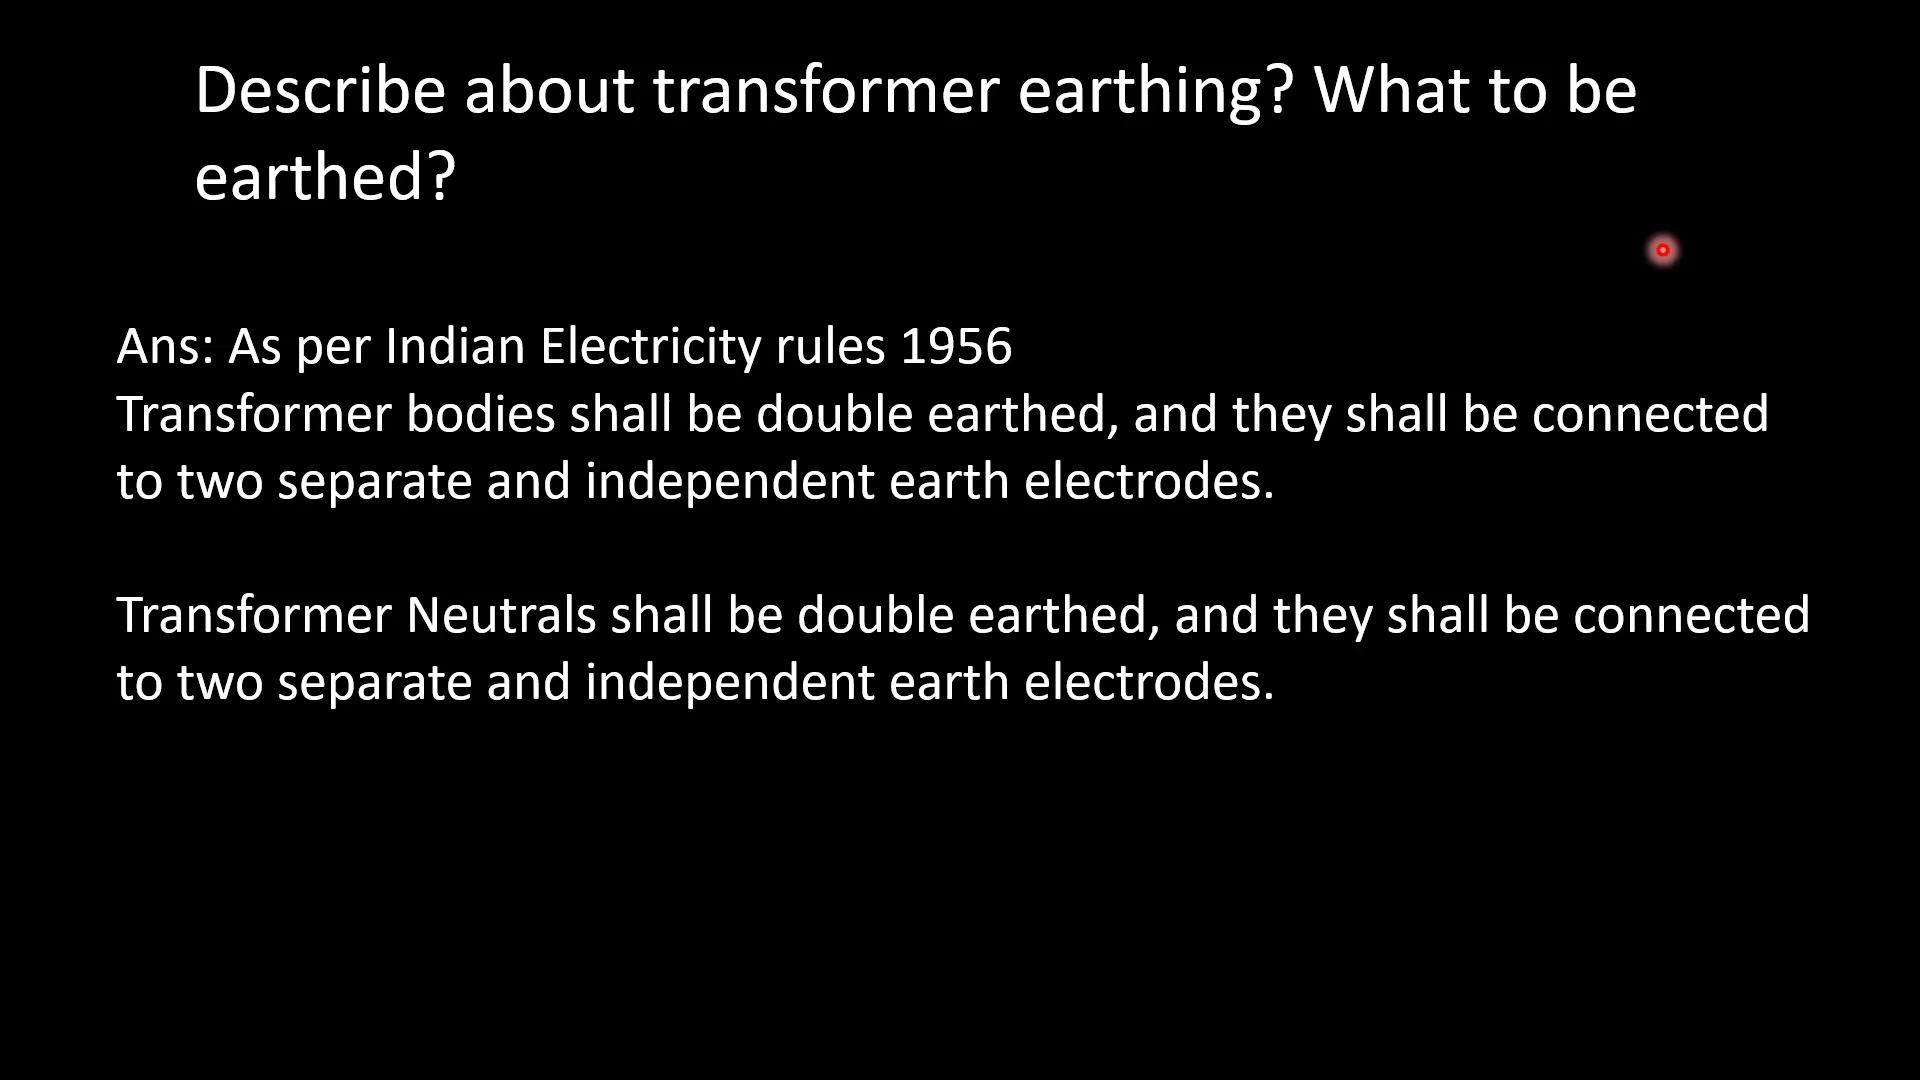 Describe about transformer earthing? What to be
earthed?
Ans: As per Indian Electricity rules 1956
Transformer bodies shall be double earthed, and they shall be connected
to two separate and independent earth electrodes.
Transformer Neutrals shall be double earthed, and they shall be connected
to two separate and independent earth electrodes.